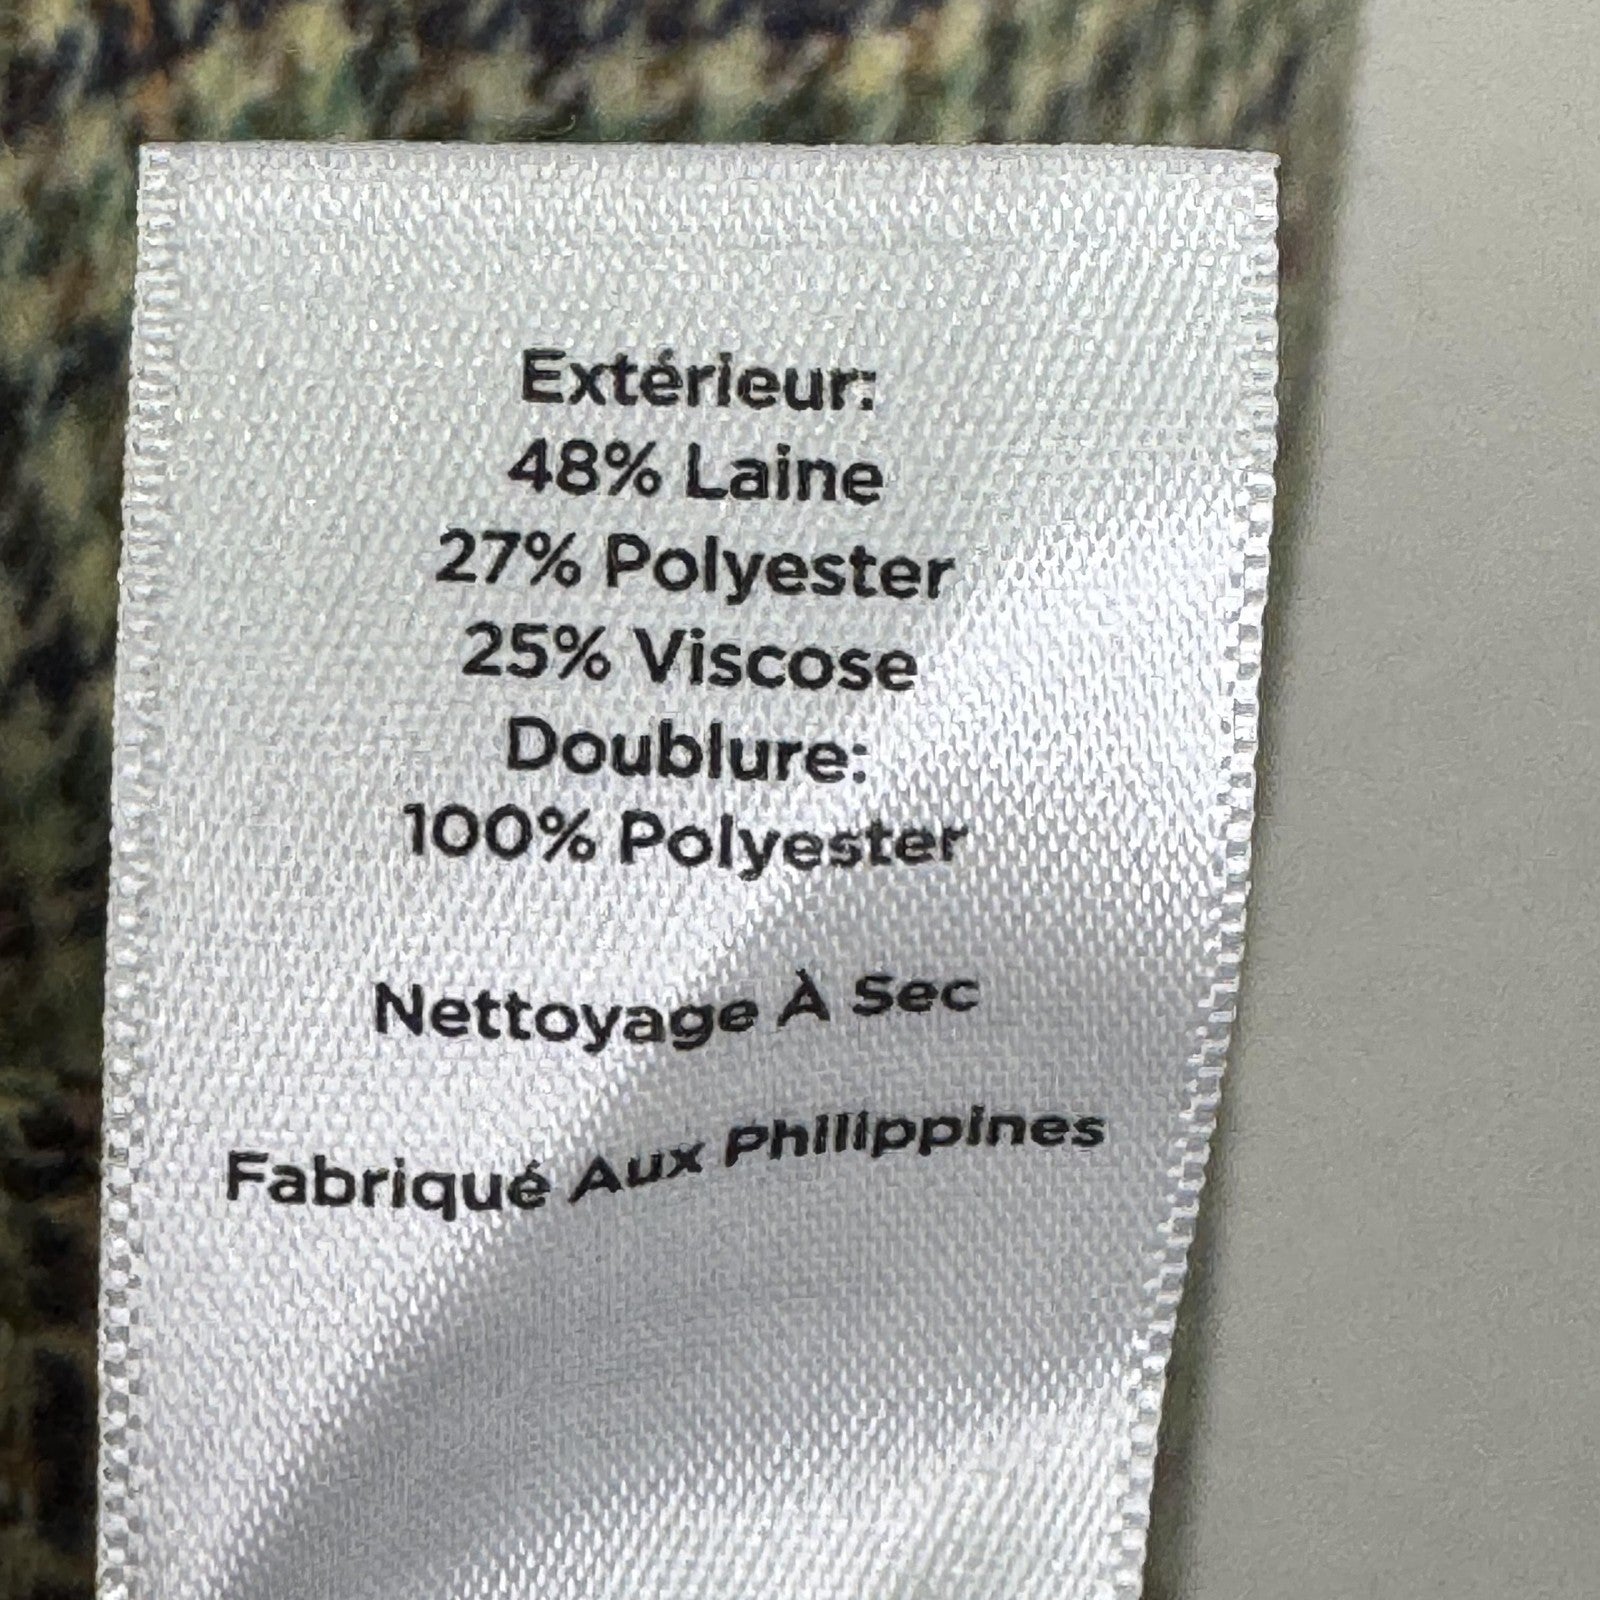 Extérieur:
48% Laine
27% Polyester
25% Viscose
Doublure:
100% Polyester
Nettoyage À Sec
Fabriqué Aux Philippines